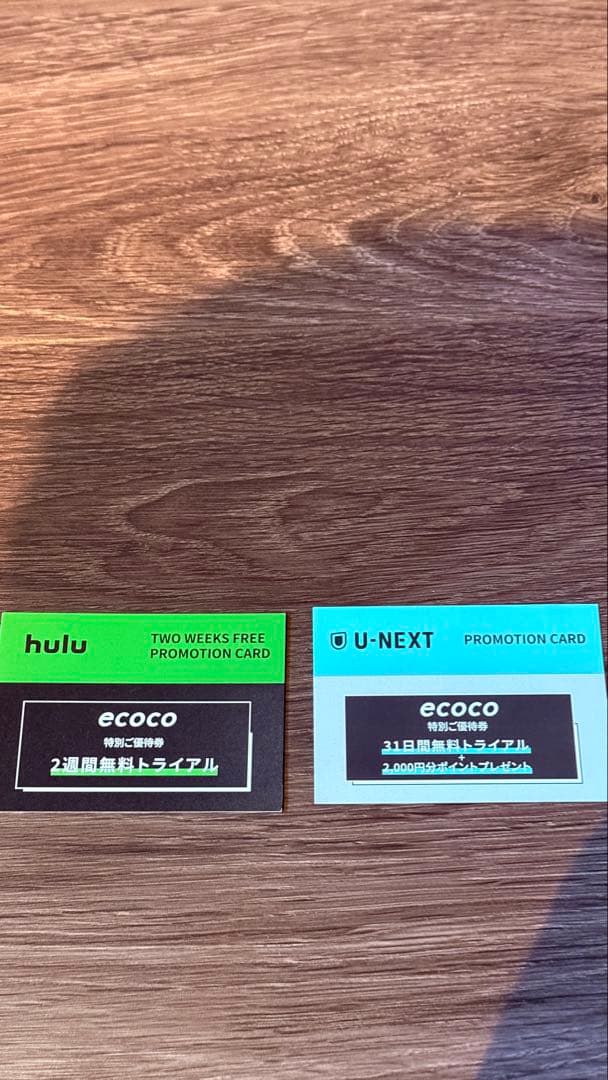 hulu
TWO WEEKS FREE
PROMOTION CARD
ecoco
特別ご優待券
2週間無料トライアル
U-NEXT
PROMOTION CARD
ecoco
特別ご優待券
31日間無料トライアル
+
2,000円分ポイントプレゼント